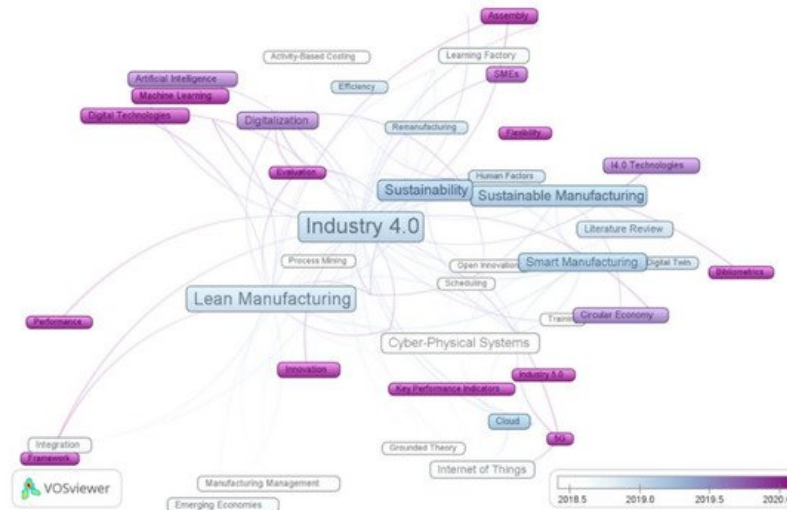 Assembly
Activity-Based Costing
Learning Factory
Artificial Intelligence
SMEs
Efficiency
Machine Learning
Digital Technologies
Digitalization
Remanufacturing
Flexibility
Evaluation
Human Factors
I4.0 Technologies
Sustainability
Sustainable Manufacturing
Industry 4.0
Literature Review
Process Mining
Open Innovation
Smart Manufacturing
Digital Twin
Bibliometrics
Scheduling
Lean Manufacturing
Performance
Training
Circular Economy
Cyber-Physical Systems
Innovation
Industry 5.0
Key Performance Indicators
Cloud
5G
Integration
Framework
Grounded Theory
Internet of Things
VOSviewer
Manufacturing Management
Emerging Economies
2018.5 2019.0 2019.5 2020.0